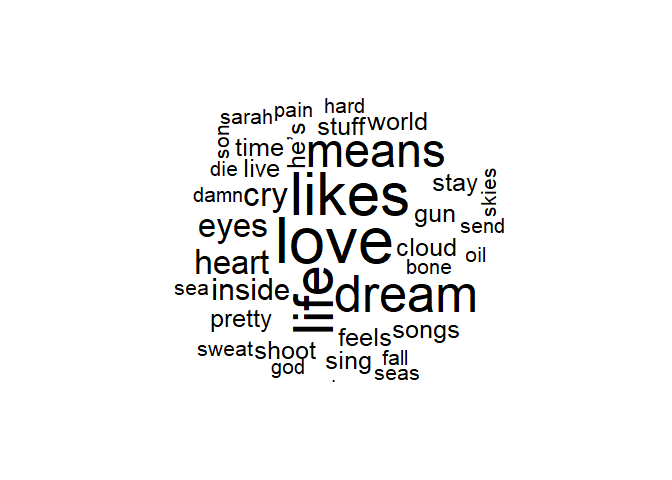 hard
sarah pain
son he's stuff world
time means
die live
damn cry likes stay skies
eyes gun send
love cloud oil
heart bone
sea inside life dream
pretty
feels songs
sweat shoot sing fall
god seas
.